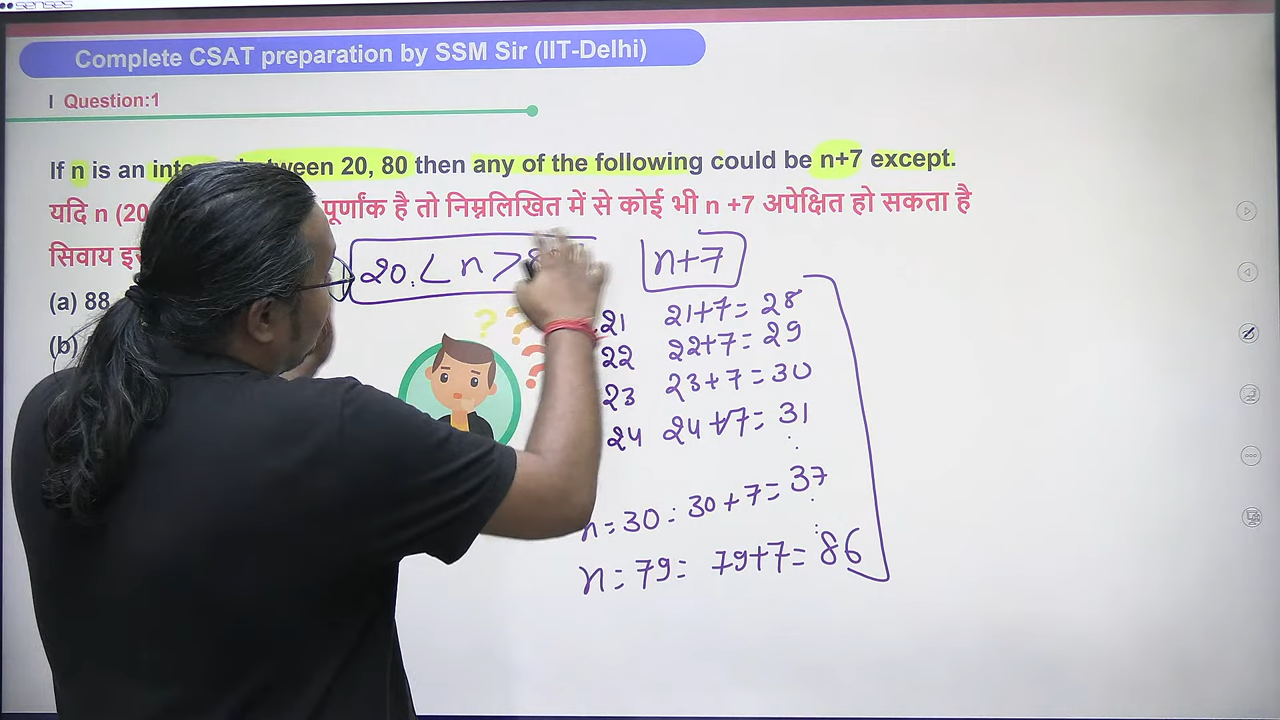 senses
Complete CSAT preparation by SSM Sir (IIT-Delhi)
I Question:1
If n is an between 20, 80 then any of the following could be n+7 except.
यदि n (20 पूर्णांक है तो निम्नलिखित में से कोई भी n +7 अपेक्षित हो सकता है
सिवाय
20. < n > n+7
(a) 88
21 21+7= 28
(b)
22 22+7= 29
23 23+7=30
24 24+7= 31
n=30: 30+7= 37
n= 79= 79+7= 86